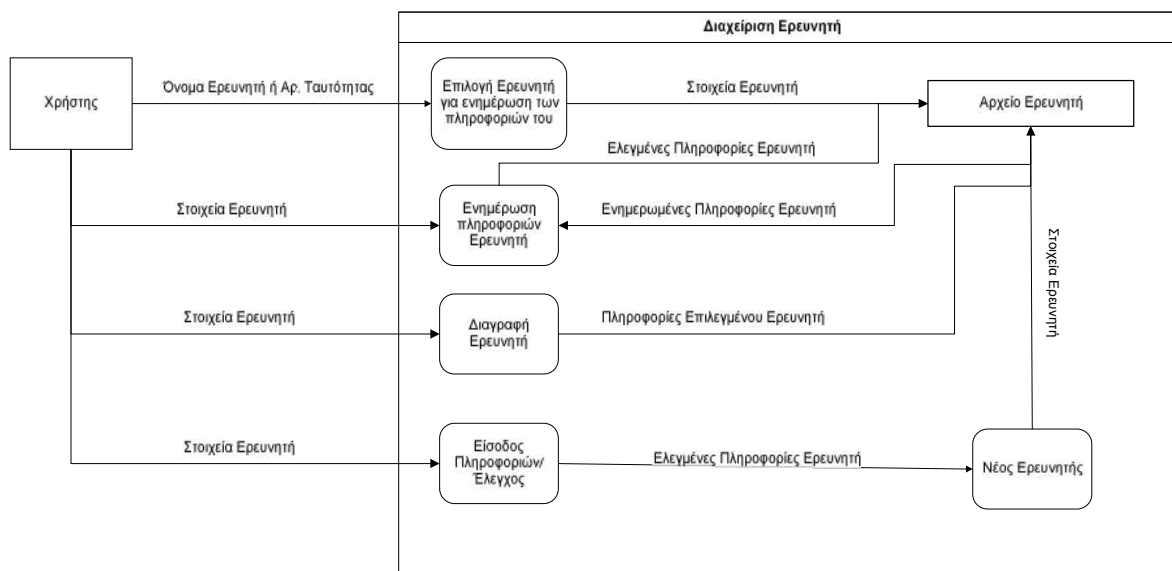 Διαχείριση Ερευνητή
Χρήστης
Όνομα Ερευνητή ή Αρ. Ταυτότητας
Επιλογή Ερευνητή
για ενημέρωση των
πληροφοριών του
Στοιχεία Ερευνητή
Αρχείο Ερευνητή
Ελεγμένες Πληροφορίες Ερευνητή
Στοιχεία Ερευνητή
Ενημέρωση
πληροφοριών
Ερευνητή
Ενημερωμένες Πληροφορίες Ερευνητή
Στοιχεία Ερευνητή
Στοιχεία Ερευνητή
Διαγραφή
Ερευνητή
Πληροφορίες Επιλεγμένου Ερευνητή
Στοιχεία Ερευνητή
Είσοδος
Πληροφοριών/
Έλεγχος
Ελεγμένες Πληροφορίες Ερευνητή
Νέος Ερευνητής